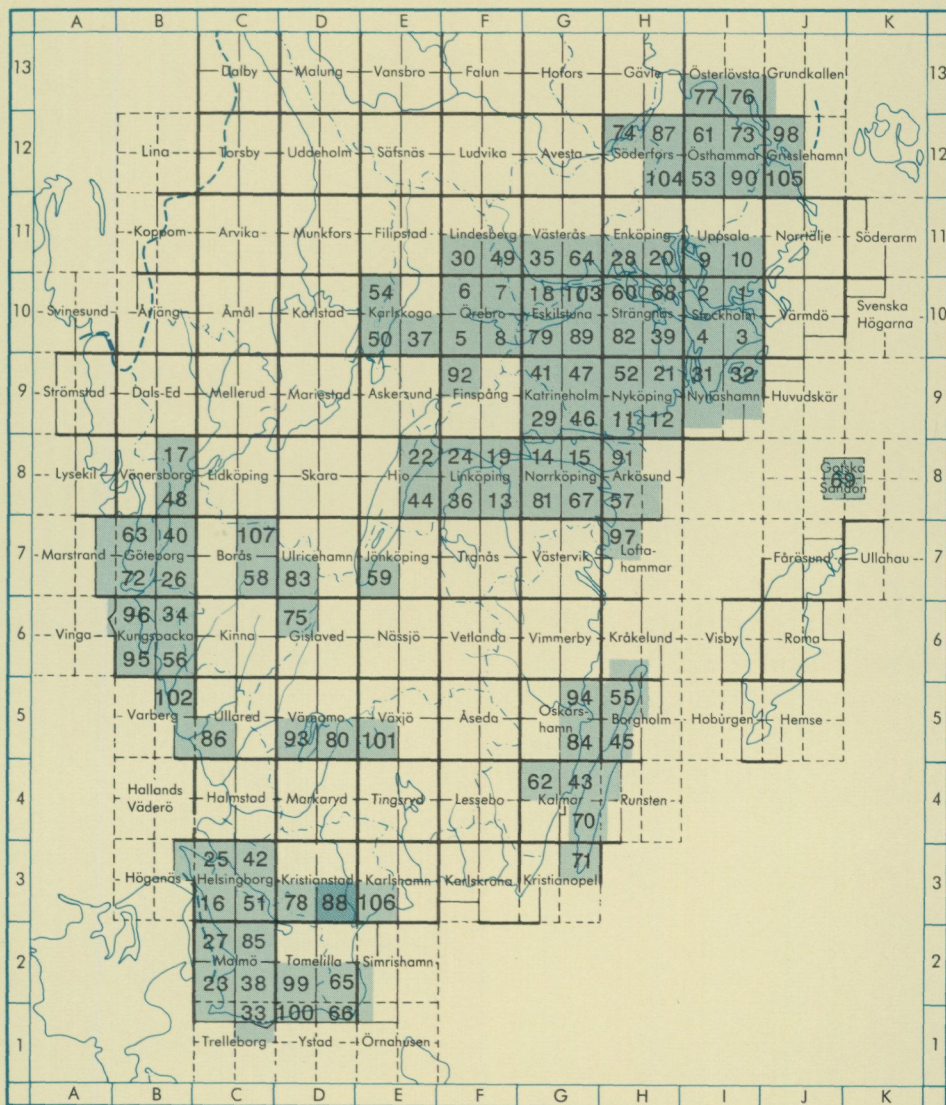 A B C D E F G H I J K
13 Dalby Malung Vansbro Falun Hofors Gävle Österlövsta Grundkallen 13
77 76
74 87 61 73 98
12 Lina Torsby Uddeholm Säfsnäs Ludvika Avesta Söderfors Östhammar Grisslehamn 12
104 53 90 105
11 Koppom Arvika Munkfors Filipstad Lindesberg Västerås Enköping Uppsala Norrtälje Söderarm 11
30 49 35 64 28 20 9 10
54 6 7 18 103 60 68 2 1
10 Svinesund Årjäng Åmål Karlstad Karlskoga Örebro Eskilstuna Strängnäs Stockholm Värmdö Svenska Högarna 10
50 37 5 8 79 89 82 39 4 3
92 41 47 52 21 31 32
9 Strömstad Dals-Ed Mellerud Mariestad Askersund Finspång Katrineholm Nyköping Nynäshamn Huvudskär 9
29 46 11 12
17 22 24 19 14 15 91
8 Lysekil Vänersborg Lidköping Skara Hjo Linköping Norrköping Arkösund Gotska Sandön 8
69
48 44 36 13 81 67 57
63 40 107 97
7 Marstrand Göteborg Borås Ulricehamn Jönköping Tranås Västervik Lofta-
hammar Fårösund Ullahau 7
72 26 58 83 59
96 34 75
6 Vinga Kungsbacka Kinna Gislaved Nässjö Vetlanda Vimmerby Kråkelund Visby Roma 6
95 56
102 94 55
5 Varberg Ullared Värnamo Växjö Åseda Oskars-
hamn Borgholm Hoburgen Hemse 5
86 93 80 101 84 45
62 43
4 Hallands
Väderö Halmstad Markaryd Tingsryd Lessebo Kalmar Runsten 4
70
25 42 71
3 Höganäs Helsingborg Kristianstad Karlshamn Karlskrona Kristianopel 3
16 51 78 88 106
27 85
2 Malmö Tomelilla Simrishamn 2
23 38 99 65
33 100 66
1 Trelleborg Ystad Örnahusen 1
A B C D E F G H I J K